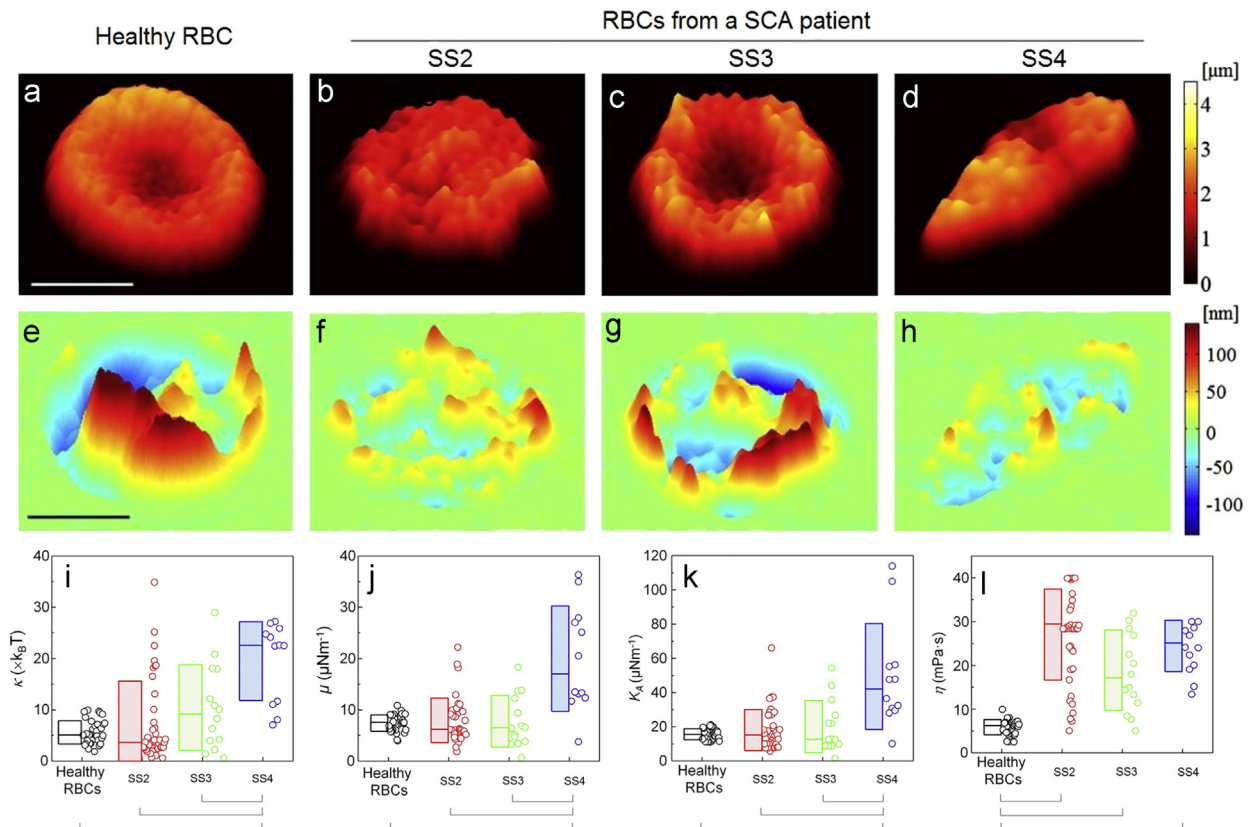 RBCs from a SCA patient
Healthy RBC
SS2 SS3 SS4
[μm]
a b c d
4
3
2
1
0
[nm]
e f g h
100
50
0
-50
-100
i j k l
κ (×kBT)
40
30
20
10
0
Healthy RBCs SS2 SS3 SS4
μ (μNm⁻¹)
40
30
20
10
0
Healthy RBCs SS2 SS3 SS4
KA (μNm⁻¹)
120
100
80
60
40
20
0
Healthy RBCs SS2 SS3 SS4
η (mPa·s)
40
30
20
10
0
Healthy RBCs SS2 SS3 SS4